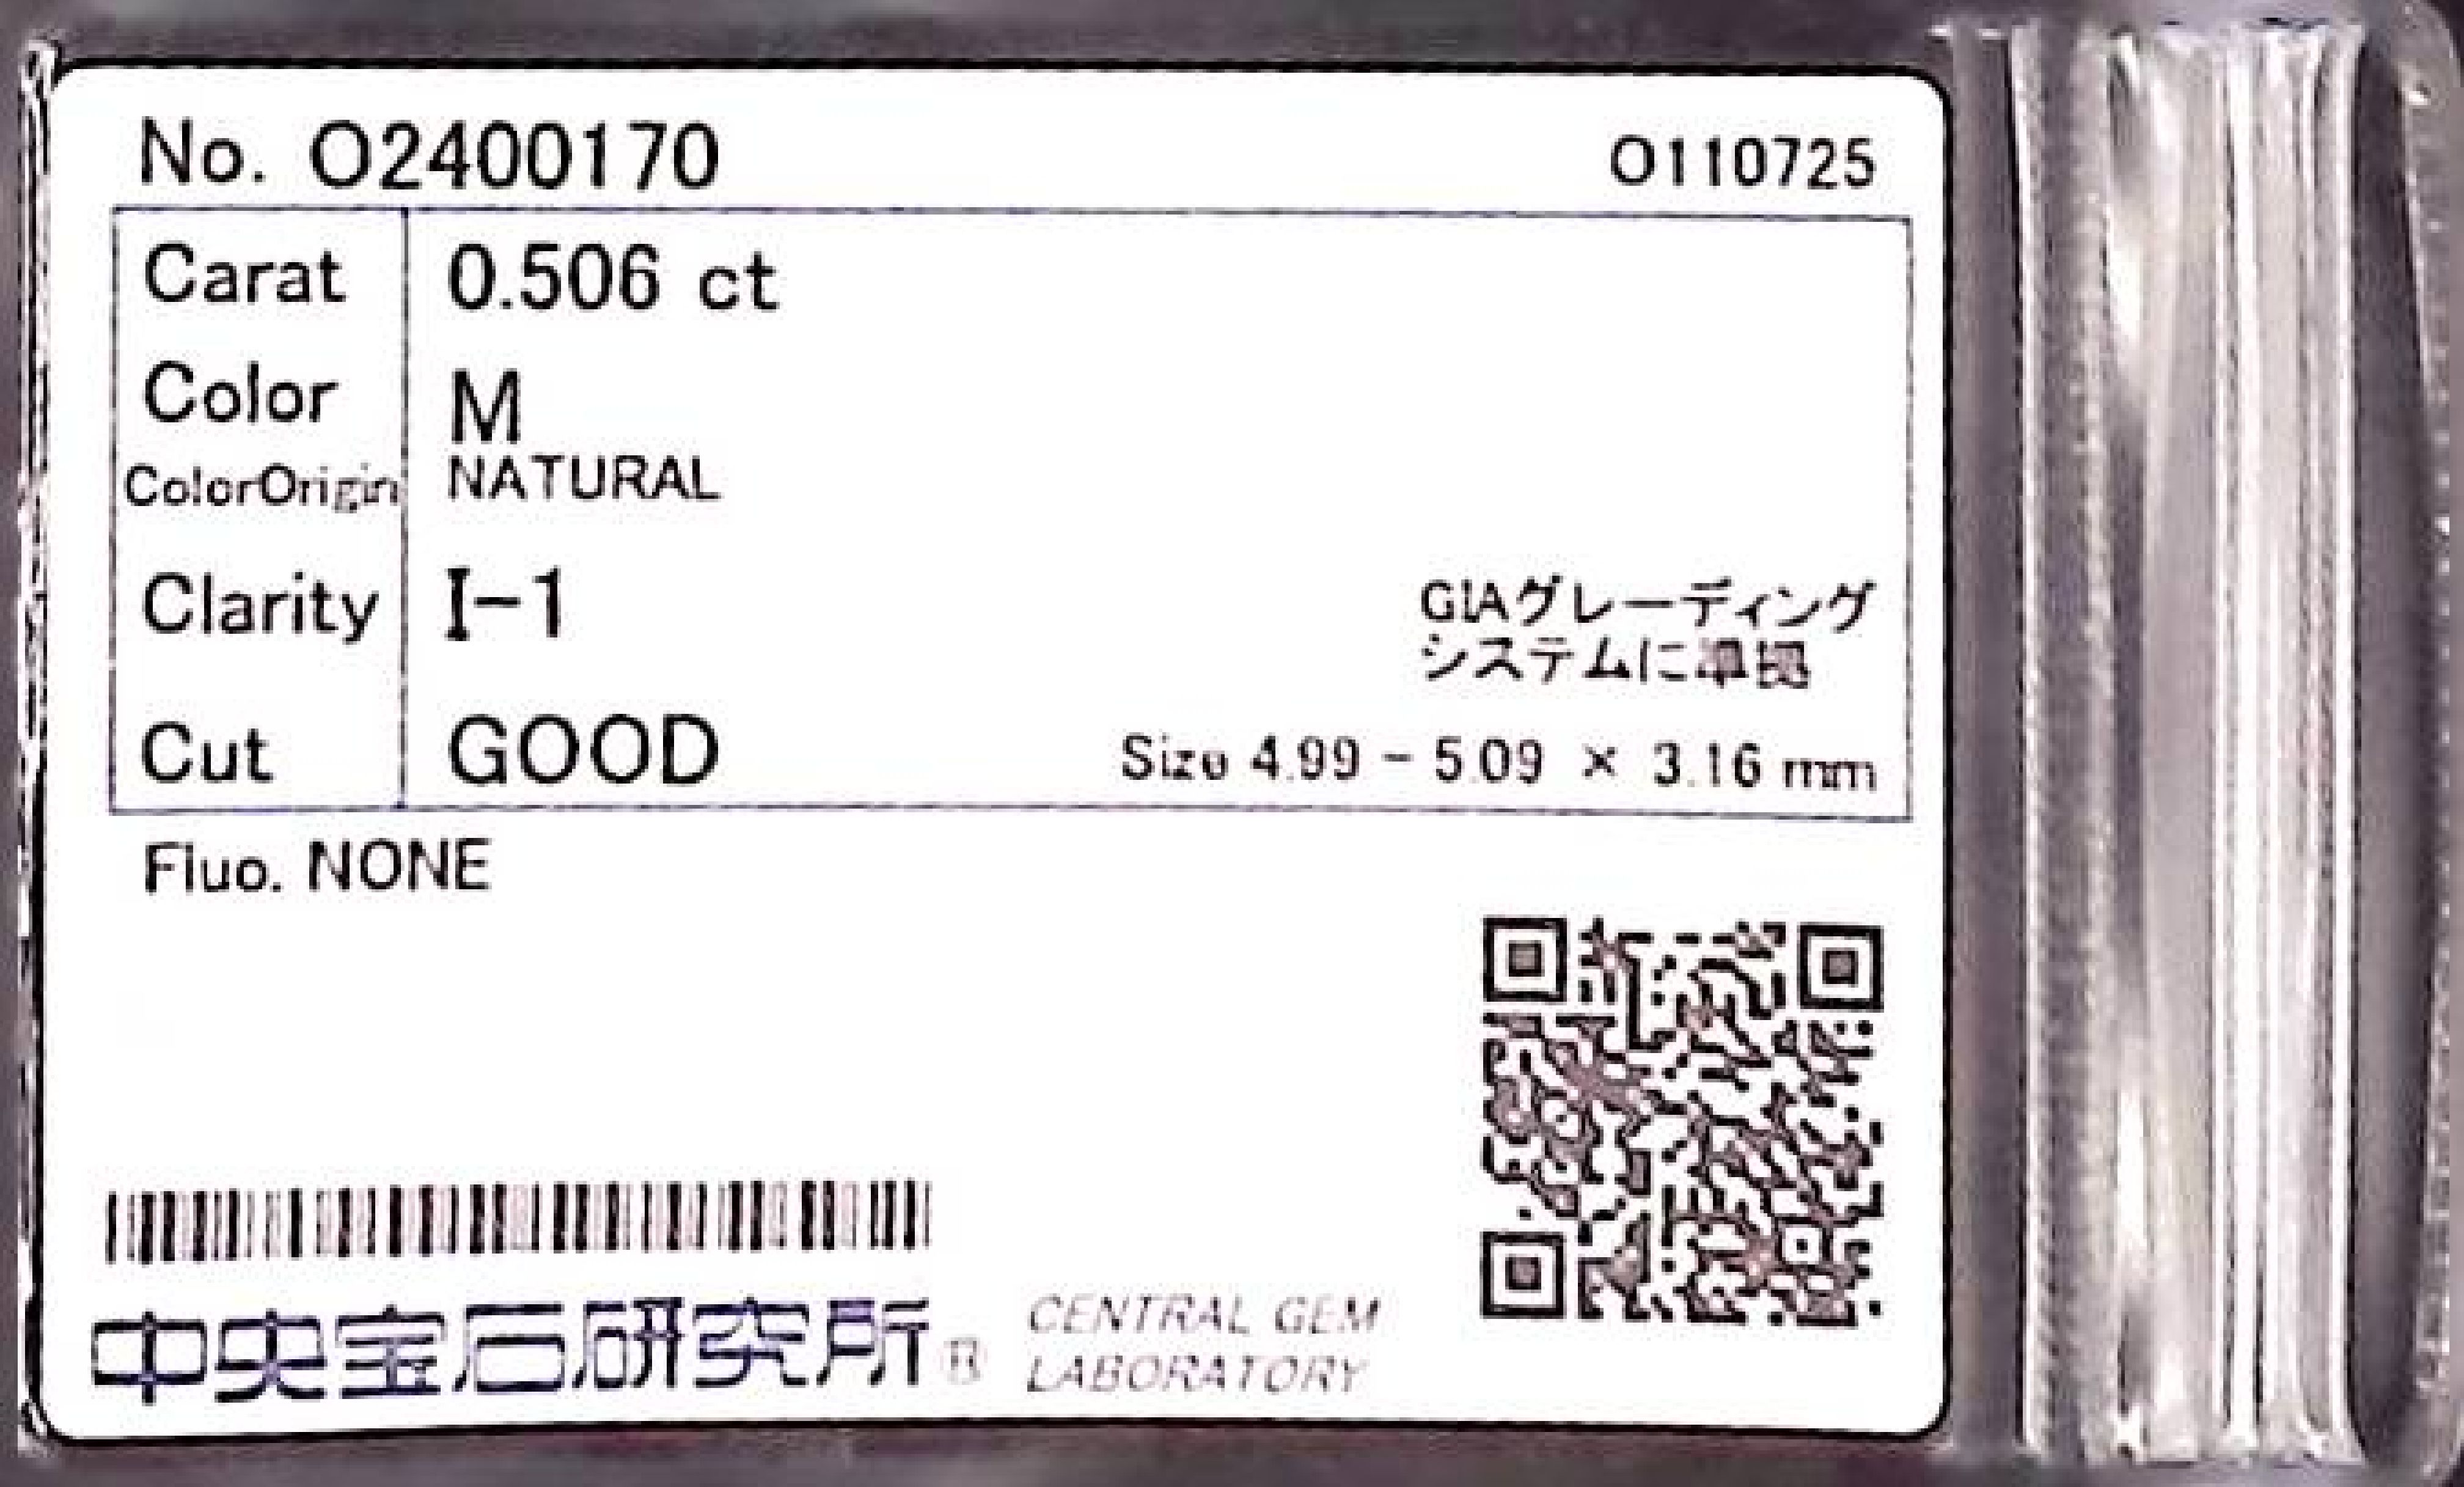 No. O2400170
O110725
Carat 0.506 ct
Color M
ColorOrigin NATURAL
Clarity I-1
GIAグレーディング
システムに準拠
Cut GOOD
Size 4.99 - 5.09 × 3.16 mm
Fluo. NONE
中央宝石研究所® CENTRAL GEM
LABORATORY